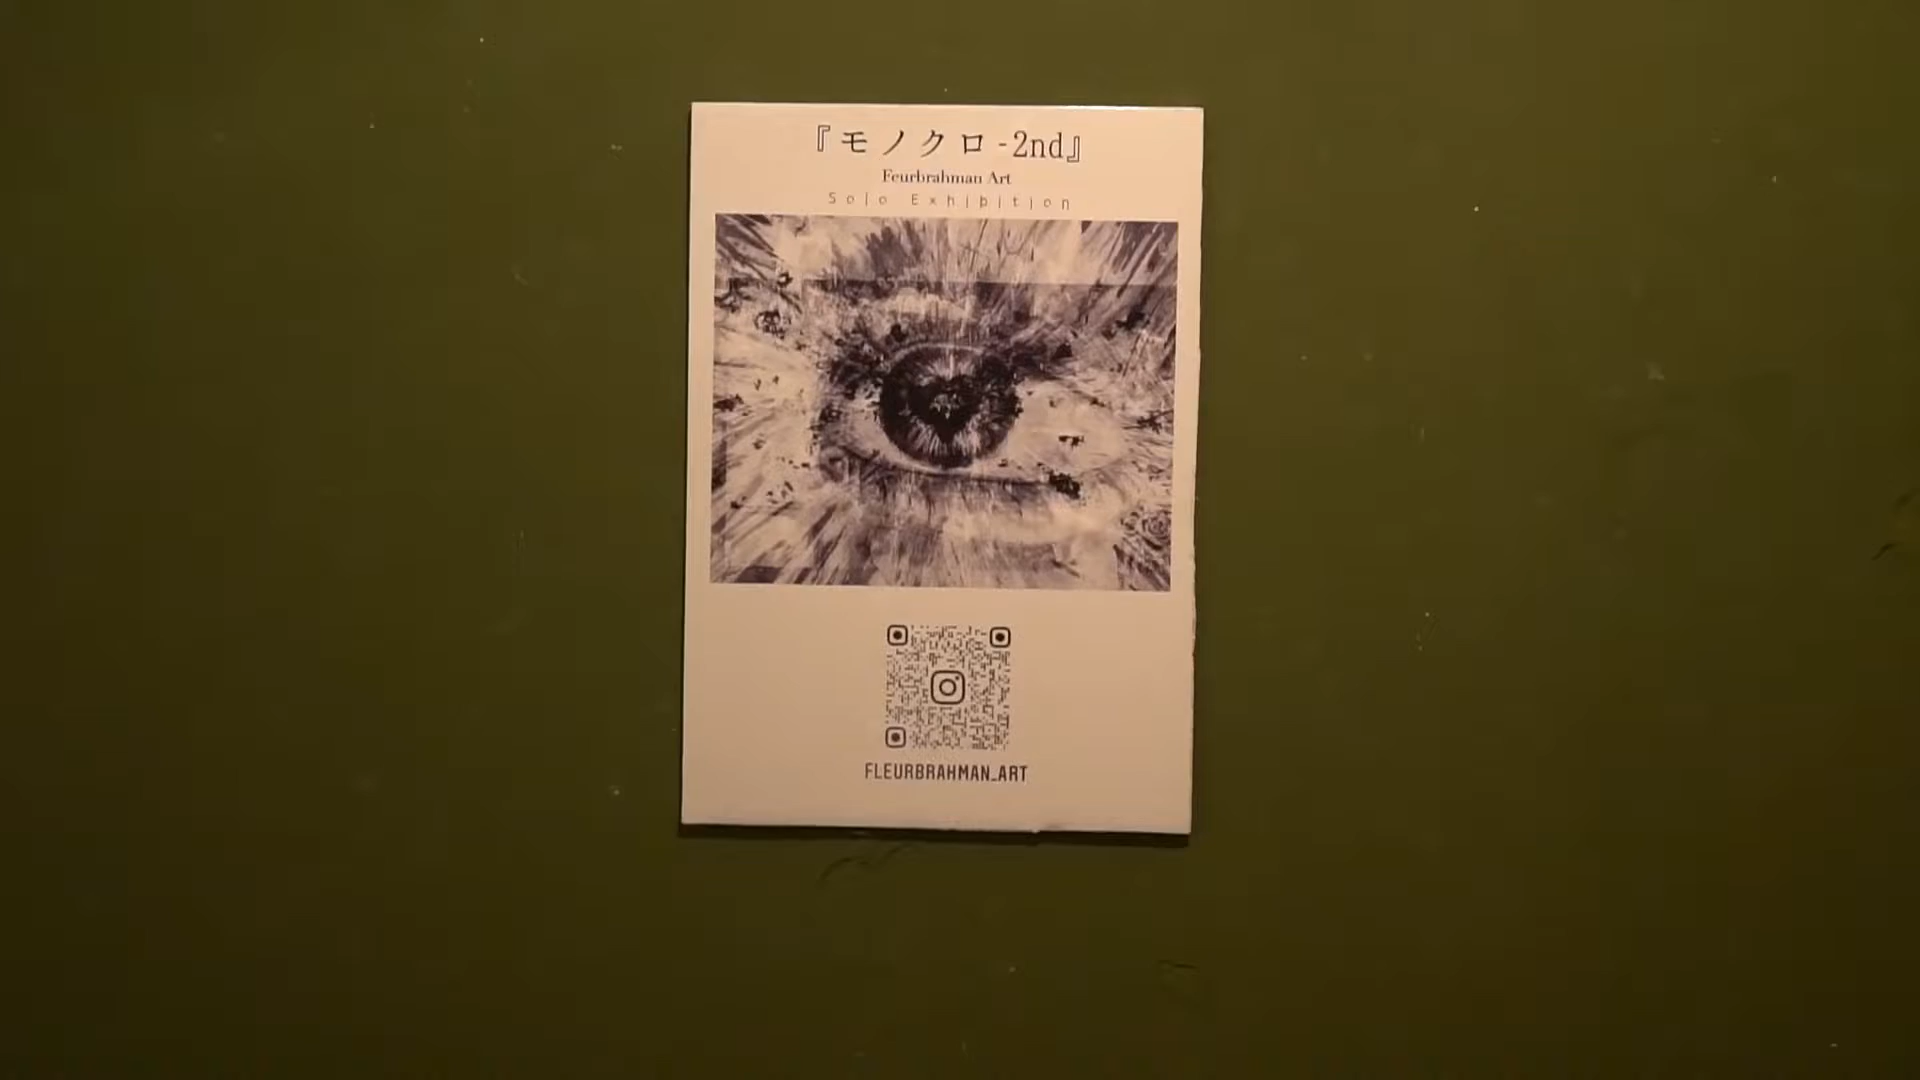 『モノクロ-2nd』
Feurbrahman Art
Solo Exhibition
FLEURBRAHMAN_ART